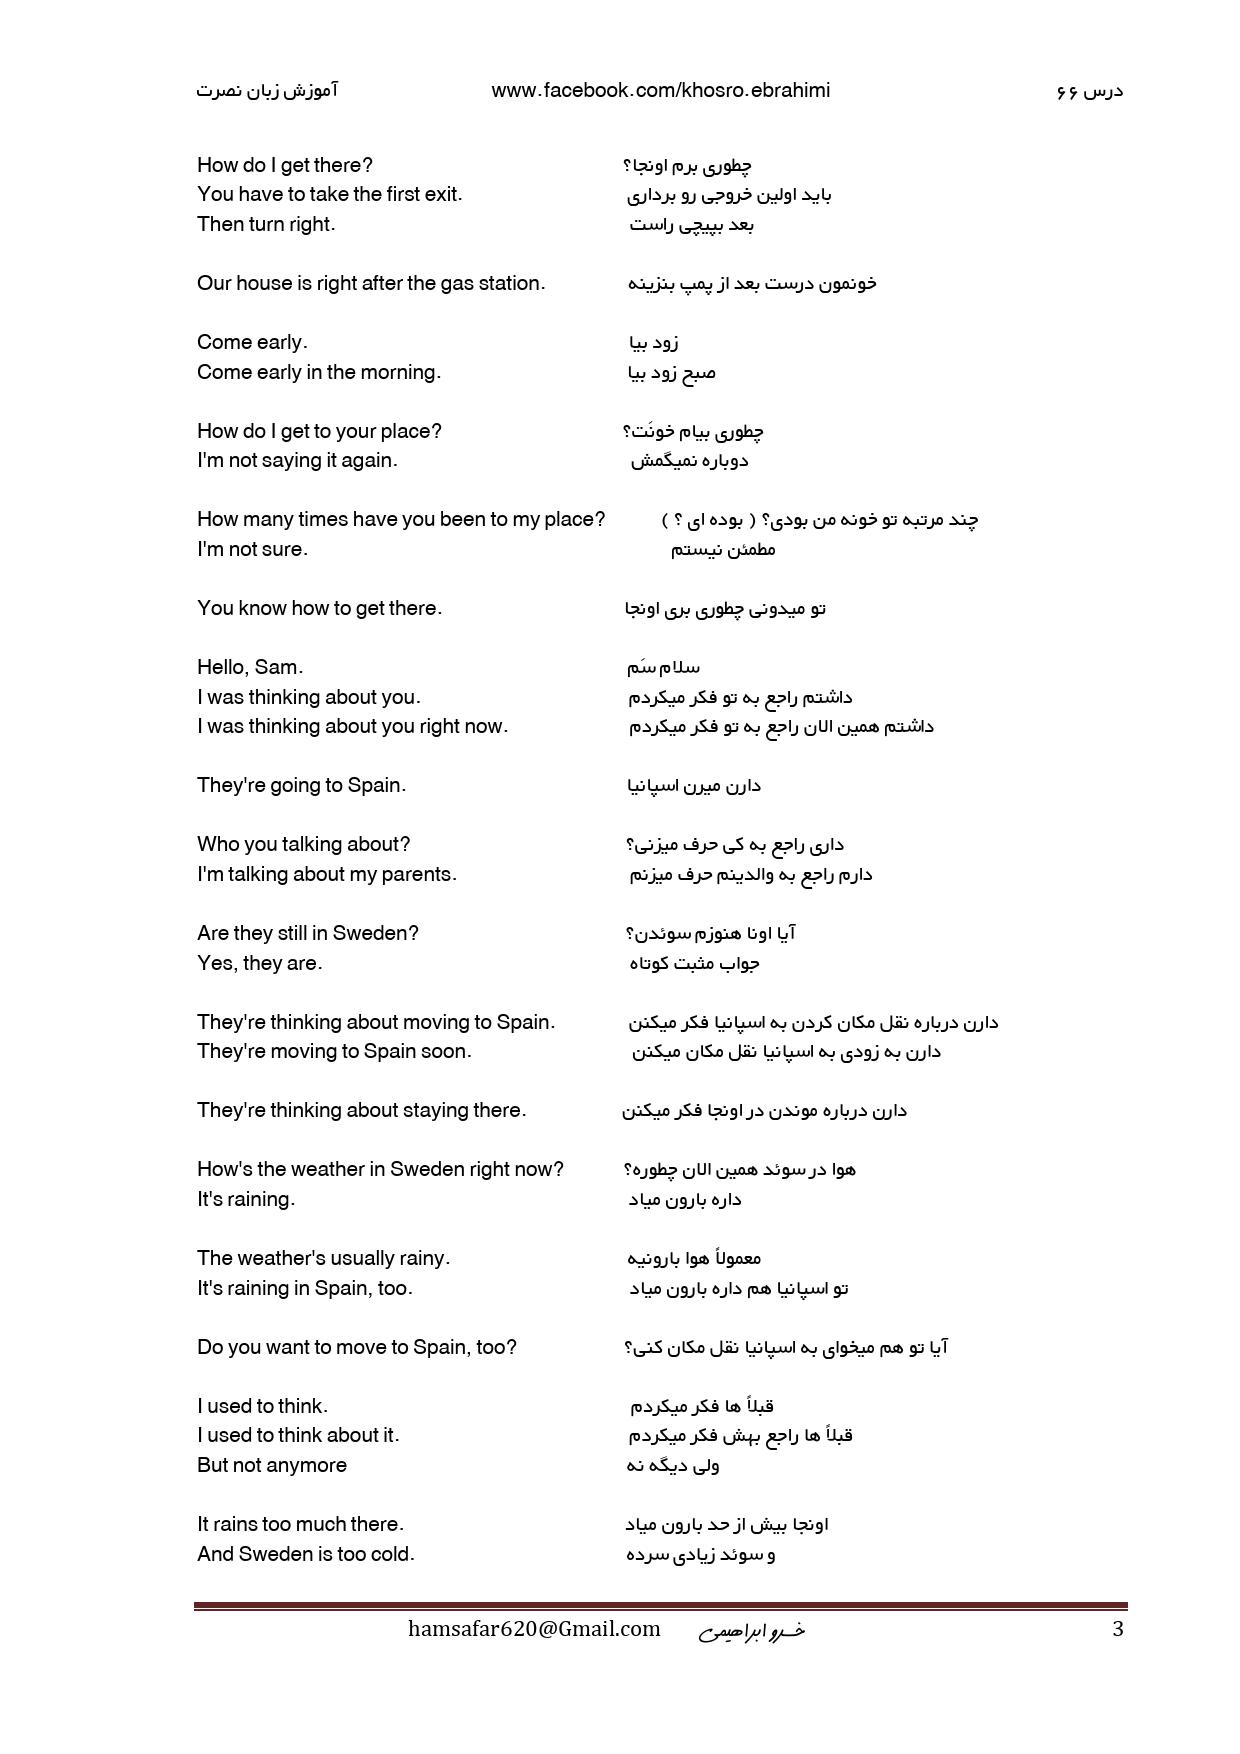 آموزش زبان نصرت www.facebook.com/khosro.ebrahimi درس ۶۶
How do I get there? چطوری برم اونجا؟
You have to take the first exit. باید اولین خروجی رو برداری
Then turn right. بعد بپیچی راست
Our house is right after the gas station. خونمون درست بعد از پمپ بنزینه
Come early. زود بیا
Come early in the morning. صبح زود بیا
How do I get to your place? چطوری بیام خونَت؟
I'm not saying it again. دوباره نمیگمش
How many times have you been to my place? چند مرتبه تو خونه من بودی؟ ( بوده ای ؟ )
I'm not sure. مطمئن نیستم
You know how to get there. تو میدونی چطوری بری اونجا
Hello, Sam. سلام سَم
I was thinking about you. داشتم راجع به تو فکر میکردم
I was thinking about you right now. داشتم همین الان راجع به تو فکر میکردم
They're going to Spain. دارن میرن اسپانیا
Who you talking about? داری راجع به کی حرف میزنی؟
I'm talking about my parents. دارم راجع به والدینم حرف میزنم
Are they still in Sweden? آیا اونا هنوزم سوئدن؟
Yes, they are. جواب مثبت کوتاه
They're thinking about moving to Spain. دارن درباره نقل مکان کردن به اسپانیا فکر میکنن
They're moving to Spain soon. دارن به زودی به اسپانیا نقل مکان میکنن
They're thinking about staying there. دارن درباره موندن در اونجا فکر میکنن
How's the weather in Sweden right now? هوا در سوئد همین الان چطوره؟
It's raining. داره بارون میاد
The weather's usually rainy. معمولاً هوا بارونیه
It's raining in Spain, too. تو اسپانیا هم داره بارون میاد
Do you want to move to Spain, too? آیا تو هم میخوای به اسپانیا نقل مکان کنی؟
I used to think. قبلاً ها فکر میکردم
I used to think about it. قبلاً ها راجع بهش فکر میکردم
But not anymore ولی دیگه نه
It rains too much there. اونجا بیش از حد بارون میاد
And Sweden is too cold. و سوئد زیادی سرده
hamsafar620@Gmail.com خسرو ابراهیمی 3